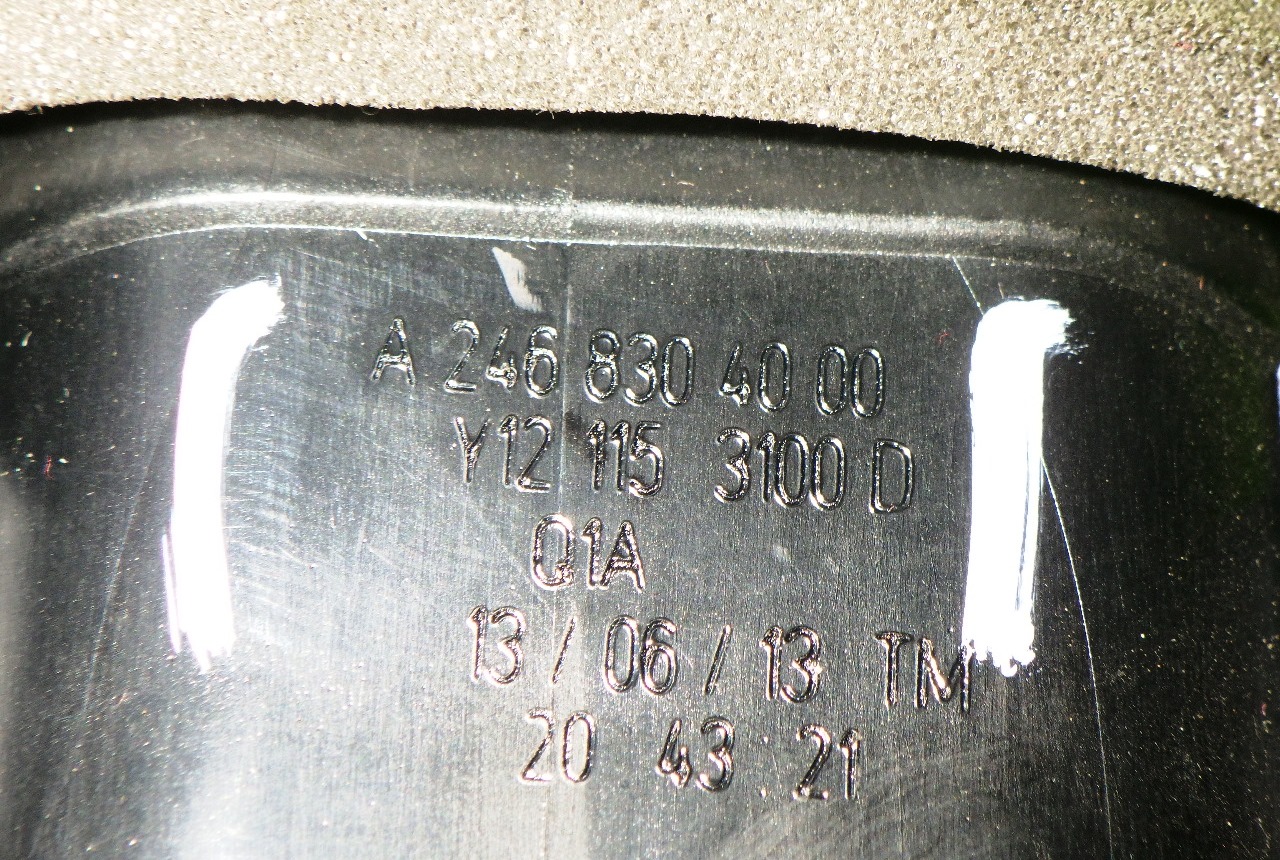 A 246 830 40 00
Y12 115 3100 D
Q1A
13 / 06 / 13 TM
20 43 : 21